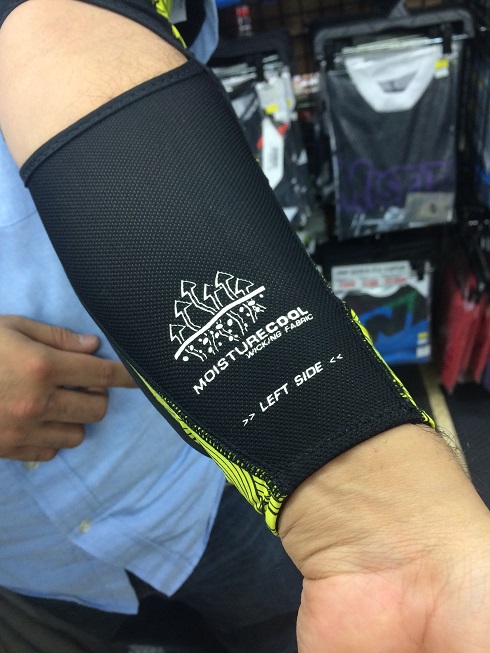 MOISTURECOOL
WICKING FABRIC
>> LEFT SIDE <<